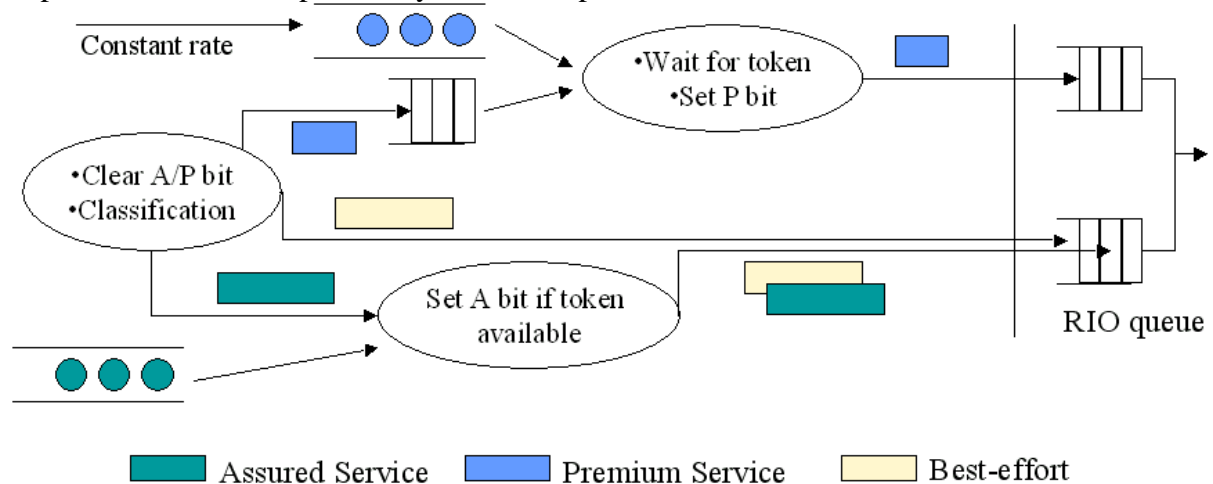 Constant rate
•Wait for token
•Set P bit
•Clear A/P bit
•Classification
Set A bit if token
available
RIO queue
Assured Service
Premium Service
Best-effort